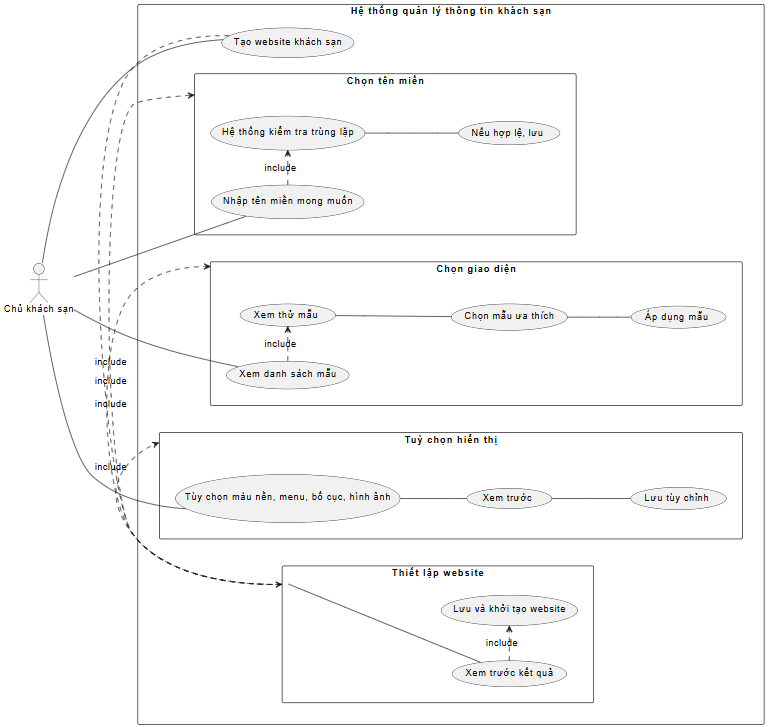 Hệ thống quản lý thông tin khách sạn
Tạo website khách sạn
Chọn tên miền
Hệ thống kiểm tra trùng lặp
Nếu hợp lệ, lưu
include
Nhập tên miền mong muốn
Chủ khách sạn
Chọn giao diện
Xem thử mẫu
Chọn mẫu ưa thích
Áp dụng mẫu
include
Xem danh sách mẫu
include
include
include
include
Tuỳ chọn hiển thị
Tùy chọn màu nền, menu, bố cục, hình ảnh
Xem trước
Lưu tùy chỉnh
Thiết lập website
Lưu và khởi tạo website
include
Xem trước kết quả